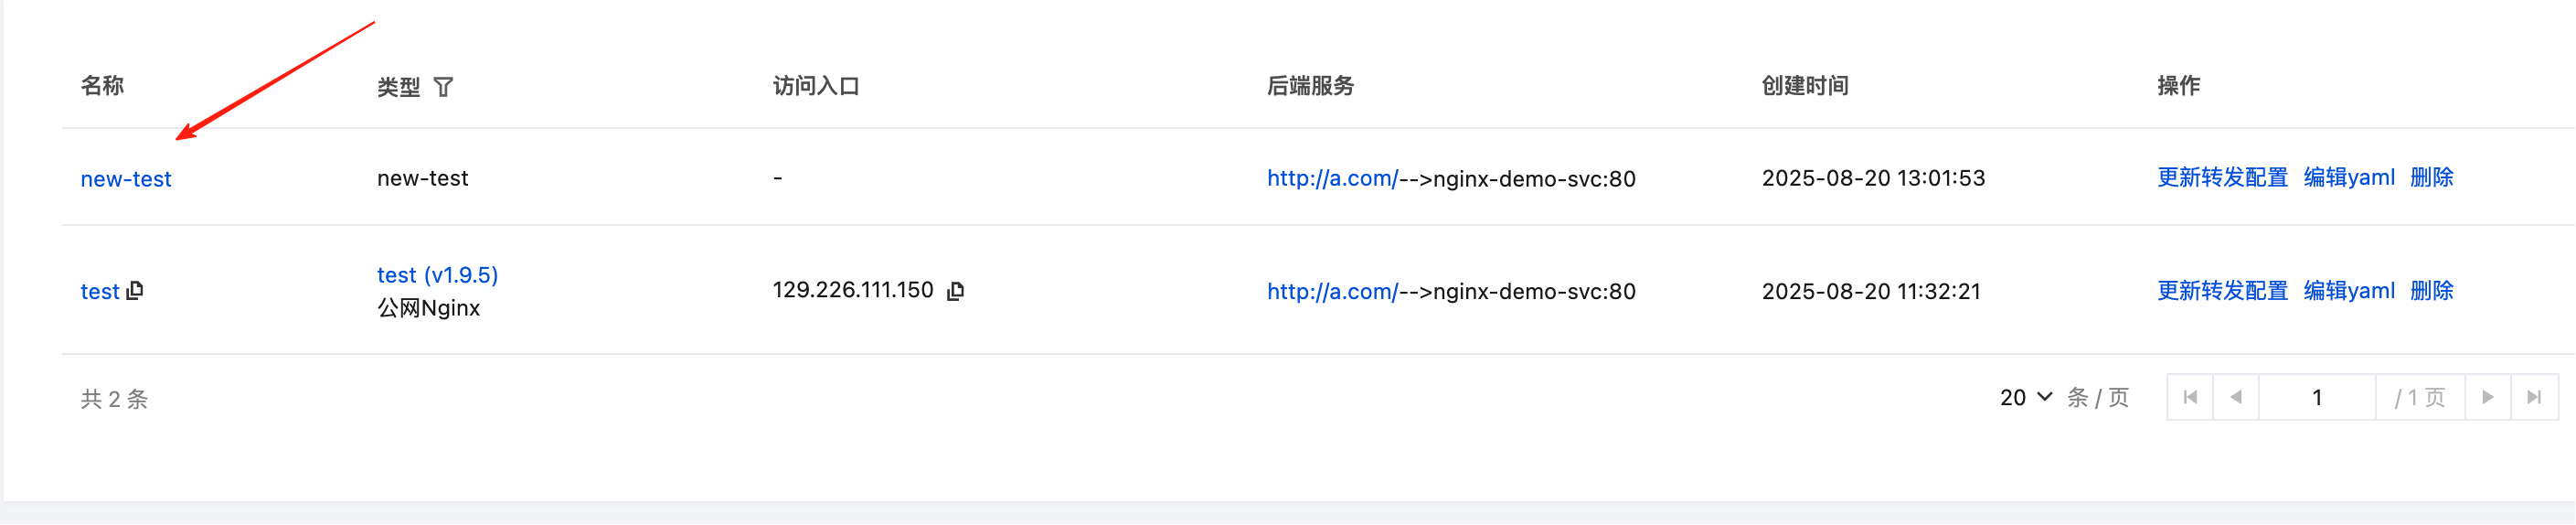 名称 类型 访问入口 后端服务 创建时间 操作
new-test new-test - http://a.com/-->nginx-demo-svc:80 2025-08-20 13:01:53 更新转发配置 编辑yaml 删除
test test (v1.9.5) 129.226.111.150 http://a.com/-->nginx-demo-svc:80 2025-08-20 11:32:21 更新转发配置 编辑yaml 删除
公网Nginx
共 2 条 20 条 / 页 1 / 1 页